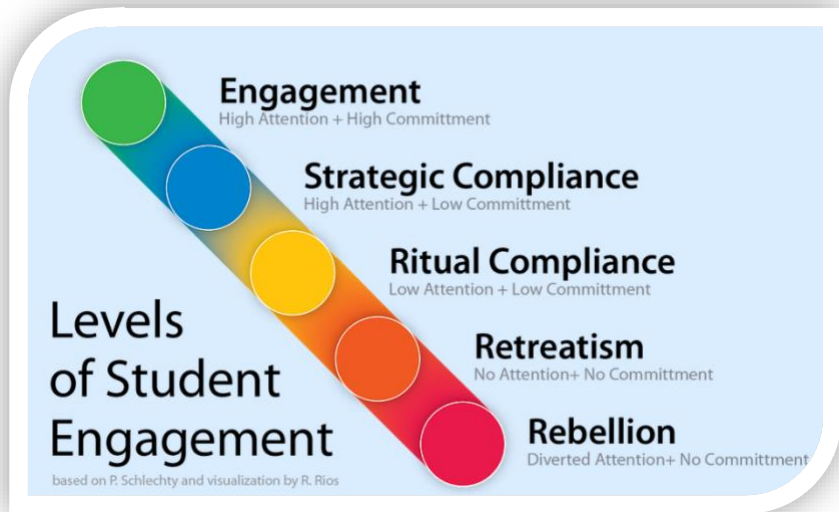 Engagement
High Attention + High Committment
Strategic Compliance
High Attention + Low Committment
Ritual Compliance
Low Attention + Low Committment
Retreatism
No Attention+ No Committment
Rebellion
Diverted Attention+ No Committment
Levels
of Student
Engagement
based on P. Schlechty and visualization by R. Rios